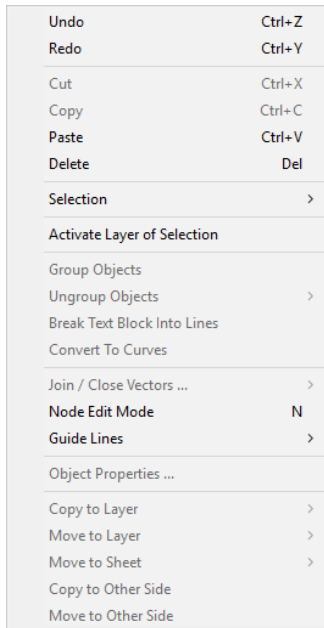 Undo Ctrl+Z
Redo Ctrl+Y
Cut Ctrl+X
Copy Ctrl+C
Paste Ctrl+V
Delete Del
Selection
Activate Layer of Selection
Group Objects
Ungroup Objects
Break Text Block Into Lines
Convert To Curves
Join / Close Vectors ...
Node Edit Mode N
Guide Lines
Object Properties ...
Copy to Layer
Move to Layer
Move to Sheet
Copy to Other Side
Move to Other Side